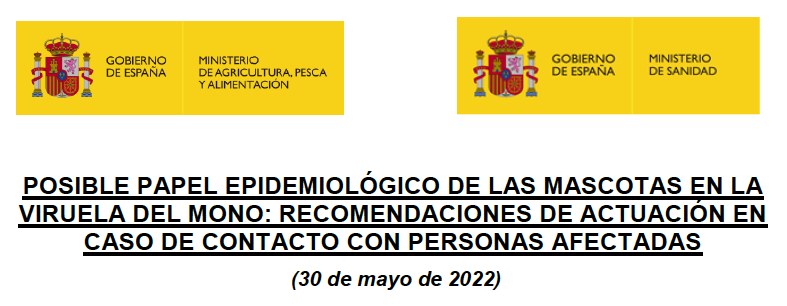 GOBIERNO
DE ESPAÑA
MINISTERIO
DE AGRICULTURA, PESCA
Y ALIMENTACIÓN
GOBIERNO
DE ESPAÑA
MINISTERIO
DE SANIDAD
POSIBLE PAPEL EPIDEMIOLÓGICO DE LAS MASCOTAS EN LA
VIRUELA DEL MONO: RECOMENDACIONES DE ACTUACIÓN EN
CASO DE CONTACTO CON PERSONAS AFECTADAS
(30 de mayo de 2022)